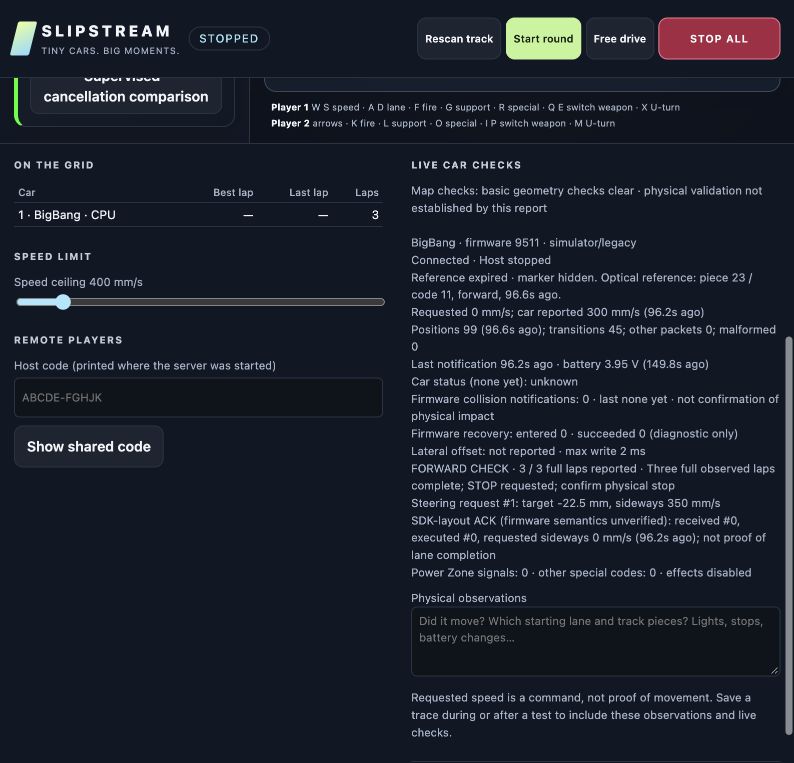 SLIPSTREAM
TINY CARS. BIG MOMENTS.
STOPPED
Rescan track
Start round
Free drive
STOP ALL
Supervised
cancellation comparison
Player 1 W S speed · A D lane · F fire · G support · R special · Q E switch weapon · X U-turn
Player 2 arrows · K fire · L support · O special · I P switch weapon · M U-turn
ON THE GRID
Car Best lap Last lap Laps
1 · BigBang · CPU — — 3
SPEED LIMIT
Speed ceiling 400 mm/s
REMOTE PLAYERS
Host code (printed where the server was started)
ABCDE-FGHJK
Show shared code
LIVE CAR CHECKS
Map checks: basic geometry checks clear · physical validation not
established by this report
BigBang · firmware 9511 · simulator/legacy
Connected · Host stopped
Reference expired · marker hidden. Optical reference: piece 23 /
code 11, forward, 96.6s ago.
Requested 0 mm/s; car reported 300 mm/s (96.2s ago)
Positions 99 (96.6s ago); transitions 45; other packets 0; malformed
0
Last notification 96.2s ago · battery 3.95 V (149.8s ago)
Car status (none yet): unknown
Firmware collision notifications: 0 · last none yet · not confirmation of
physical impact
Firmware recovery: entered 0 · succeeded 0 (diagnostic only)
Lateral offset: not reported · max write 2 ms
FORWARD CHECK · 3 / 3 full laps reported · Three full observed laps
complete; STOP requested; confirm physical stop
Steering request #1: target -22.5 mm, sideways 350 mm/s
SDK-layout ACK (firmware semantics unverified): received #0,
executed #0, requested sideways 0 mm/s (96.2s ago); not proof of
lane completion
Power Zone signals: 0 · other special codes: 0 · effects disabled
Physical observations
Did it move? Which starting lane and track pieces? Lights, stops,
battery changes...
Requested speed is a command, not proof of movement. Save a
trace during or after a test to include these observations and live
checks.